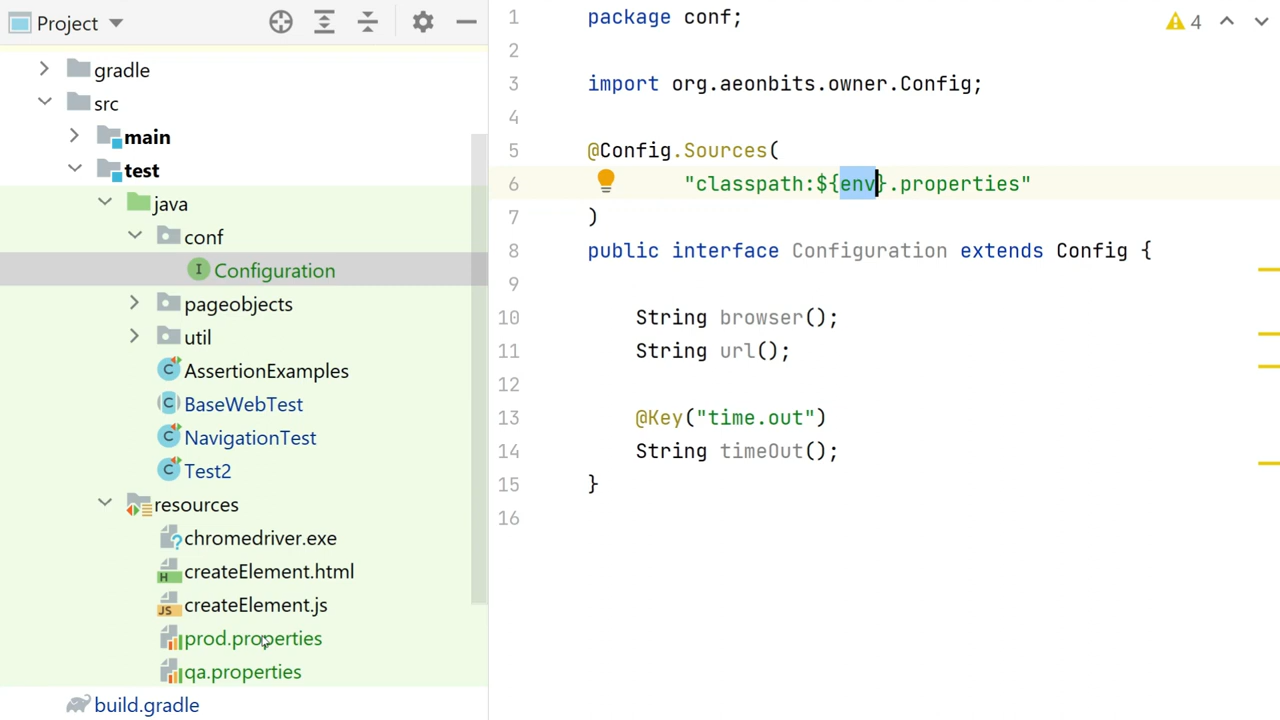 Project
gradle
src
main
test
java
conf
Configuration
pageobjects
util
AssertionExamples
BaseWebTest
NavigationTest
Test2
resources
chromedriver.exe
createElement.html
createElement.js
prod.properties
qa.properties
build.gradle
4
1 package conf;
2
3 import org.aeonbits.owner.Config;
4
5 @Config.Sources(
6 "classpath:${env}.properties"
7 )
8 public interface Configuration extends Config {
9
10 String browser();
11 String url();
12
13 @Key("time.out")
14 String timeOut();
15 }
16